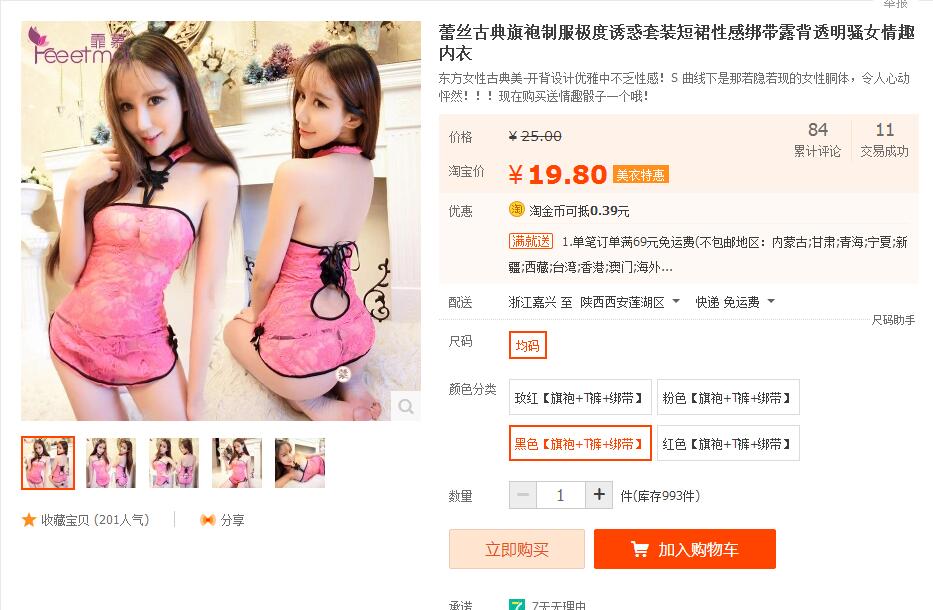 举报
霏慕
Feeetmo
蕾丝古典旗袍制服极度诱惑套装短裙性感绑带露背透明骚女情趣
内衣
东方女性古典美-开背设计优雅中不乏性感！S 曲线下是那若隐若现的女性胴体，令人心动
怦然！！！现在购买送情趣骰子一个哦！
价格
¥ 25.00
84
11
累计评论
交易成功
淘宝价
¥ 19.80
美农特惠
优惠
淘
淘金币可抵0.39元
满就送
1.单笔订单满69元免运费(不包邮地区：内蒙古;甘肃;青海;宁夏;新
疆;西藏;台湾;香港;澳门;海外...
配送
浙江嘉兴 至 陕西西安莲湖区
快递 免运费
尺码助手
尺码
均码
颜色分类
玫红【旗袍+T裤+绑带】
粉色【旗袍+T裤+绑带】
黑色【旗袍+T裤+绑带】
红色【旗袍+T裤+绑带】
数量
− 1 +
件(库存993件)
收藏宝贝 (201人气)
分享
立即购买
加入购物车
承诺
7
7天无理由